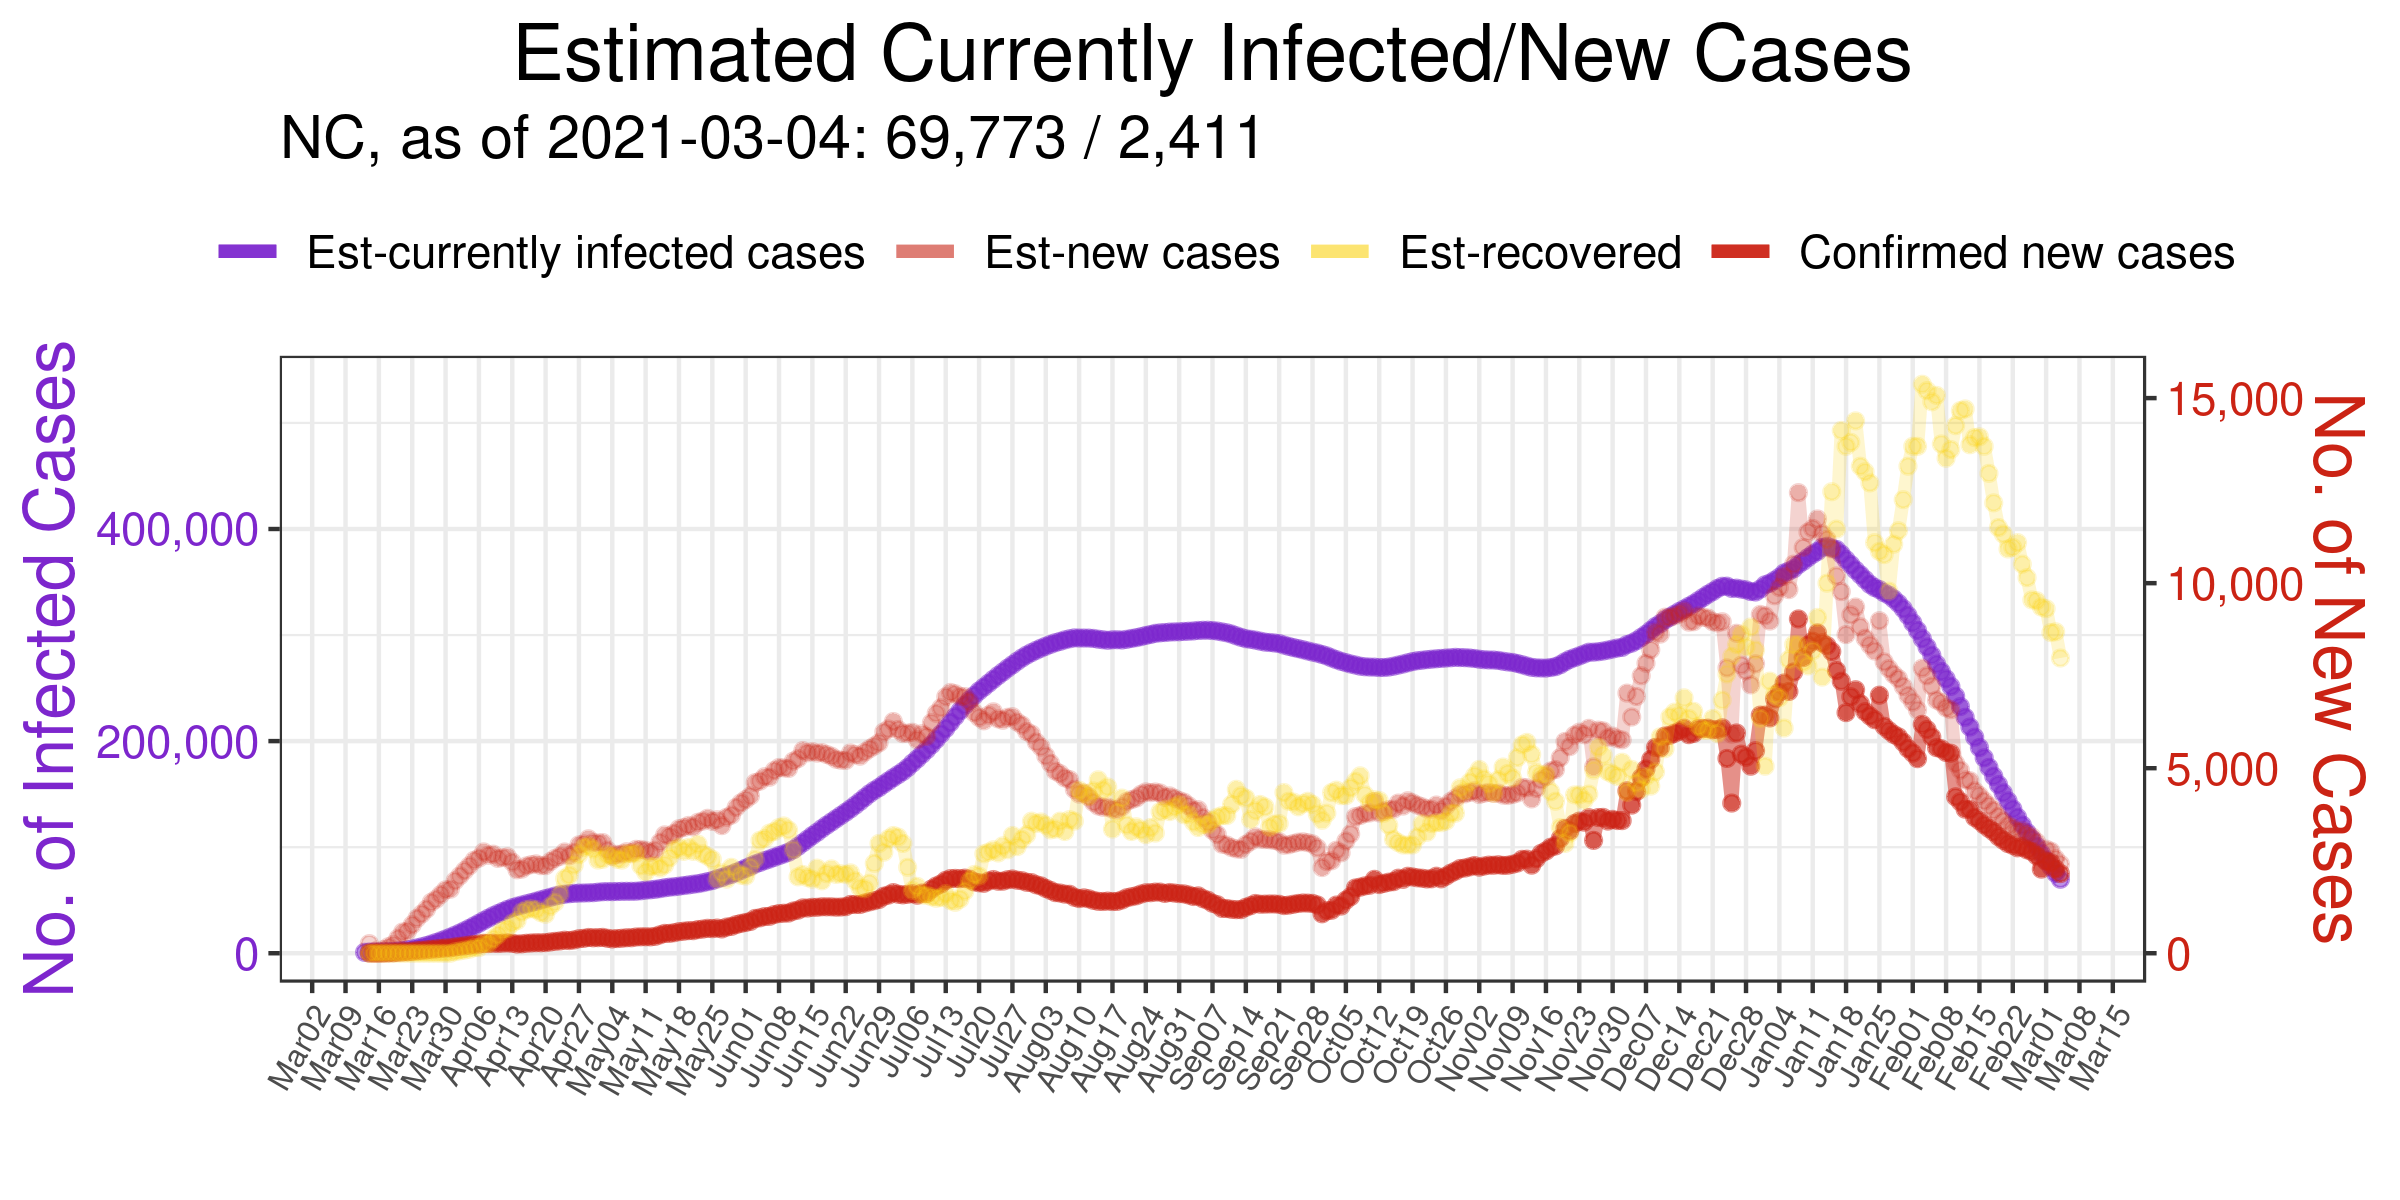 Estimated Currently Infected/New Cases
NC, as of 2021-03-04: 69,773 / 2,411
Est-currently infected cases Est-new cases Est-recovered Confirmed new cases
No. of Infected Cases
400,000
200,000
0
15,000
10,000
5,000
0
No. of New Cases
Mar02 Mar09 Mar16 Mar23 Mar30 Apr06 Apr13 Apr20 Apr27 May04 May11 May18 May25 Jun01 Jun08 Jun15 Jun22 Jun29 Jul06 Jul13 Jul20 Jul27 Aug03 Aug10 Aug17 Aug24 Aug31 Sep07 Sep14 Sep21 Sep28 Oct05 Oct12 Oct19 Oct26 Nov02 Nov09 Nov16 Nov23 Nov30 Dec07 Dec14 Dec21 Dec28 Jan04 Jan11 Jan18 Jan25 Feb01 Feb08 Feb15 Feb22 Mar01 Mar08 Mar15